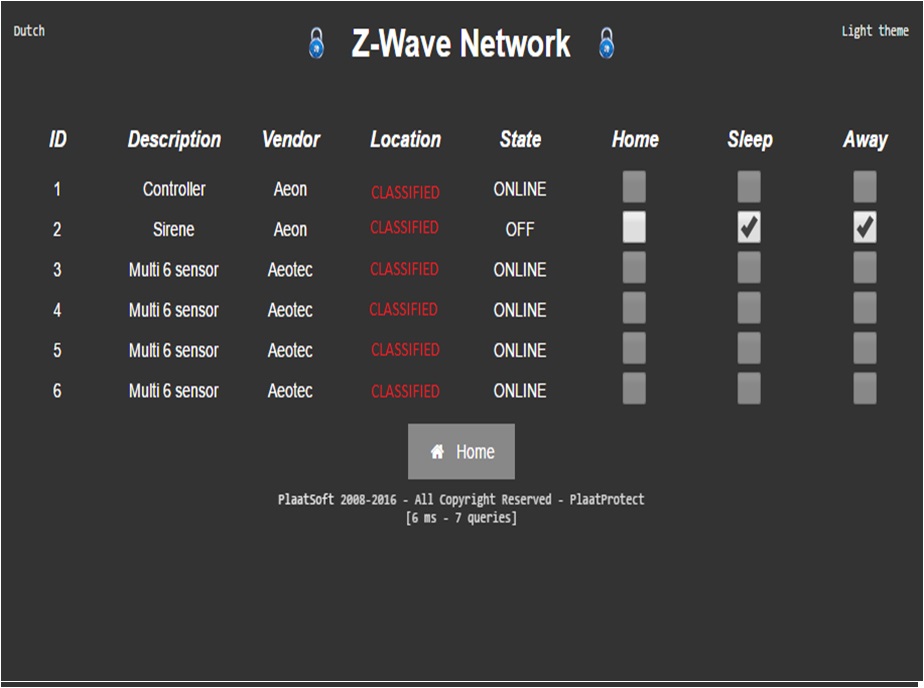 Dutch
Z-Wave Network
Light theme
ID Description Vendor Location State Home Sleep Away
1 Controller Aeon CLASSIFIED ONLINE
2 Sirene Aeon CLASSIFIED OFF
3 Multi 6 sensor Aeotec CLASSIFIED ONLINE
4 Multi 6 sensor Aeotec CLASSIFIED ONLINE
5 Multi 6 sensor Aeotec CLASSIFIED ONLINE
6 Multi 6 sensor Aeotec CLASSIFIED ONLINE
Home
PlaatSoft 2008-2016 - All Copyright Reserved - PlaatProtect
[6 ms - 7 queries]